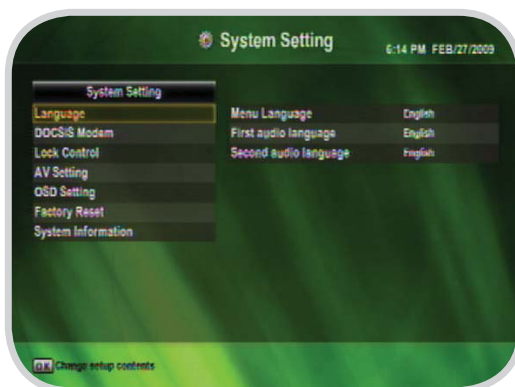 System Setting
6:14 PM FEB/27/2009
System Setting
Language
DOCSIS Modem
Lock Control
AV Setting
OSD Setting
Factory Reset
System Information
Menu Language English
First audio language English
Second audio language English
OK Change setup contents